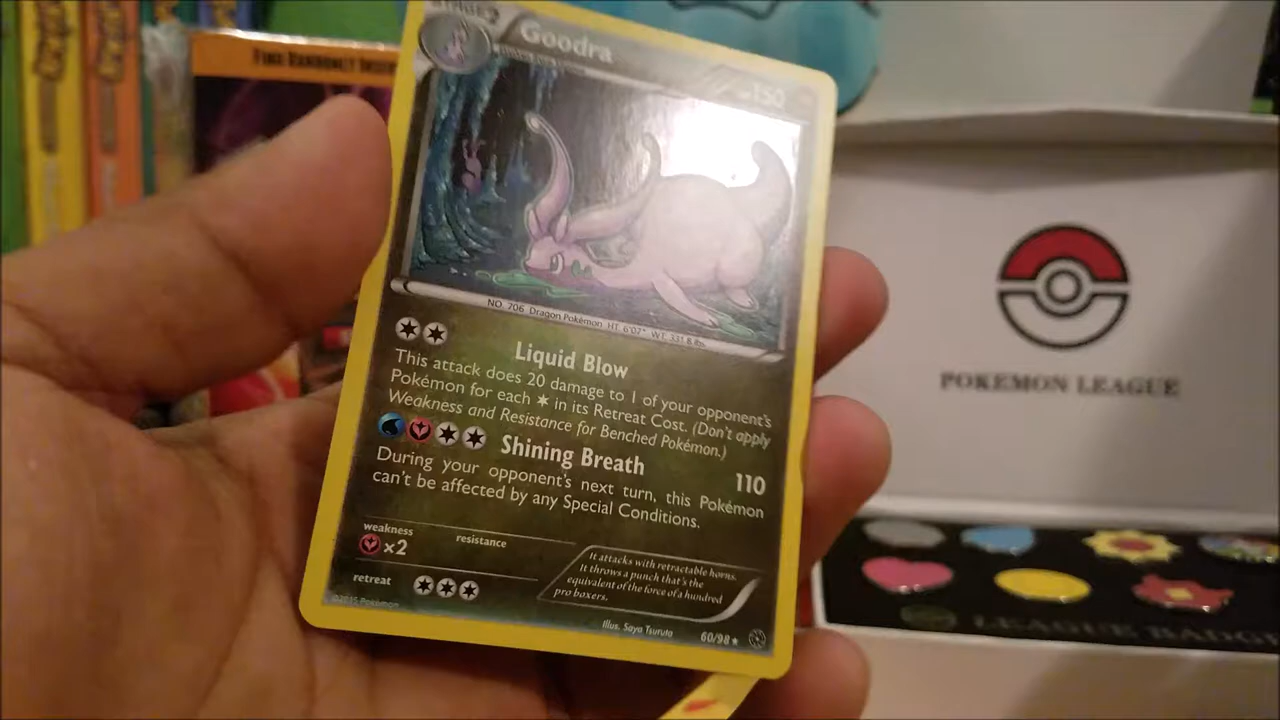 STAGE 2
Goodra
150
NO. 706 Dragon Pokémon HT. 6'07" WT. 331.8 lbs.
Liquid Blow
This attack does 20 damage to 1 of your opponent's
Pokémon for each in its Retreat Cost. (Don't apply
Weakness and Resistance for Benched Pokémon.)
Shining Breath 110
During your opponent's next turn, this Pokémon
can't be affected by any Special Conditions.
weakness
resistance
x2
retreat
It attacks with retractable horns.
It throws a punch that's the
equivalent of the force of a hundred
pro boxers.
©2015 Pokémon
Illus. Saya Tsuruta
60/98
POKEMON LEAGUE
LEAGUE BADGE